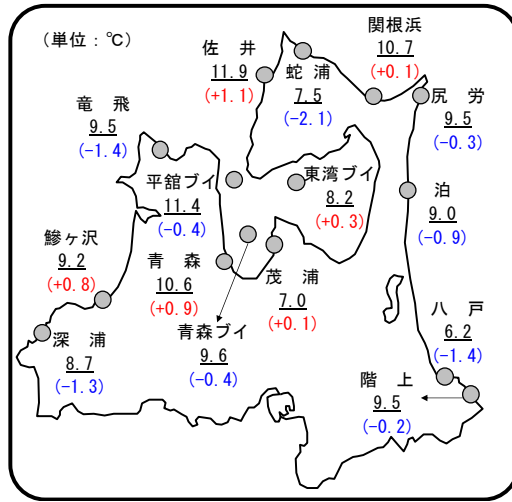 （単位：℃）
佐　井
11.9
(+1.1)
蛇　浦
7.5
(−2.1)
関根浜
10.7
(+0.1)
尻　労
9.5
(−0.3)
竜　飛
9.5
(−1.4)
平舘ブイ
11.4
(−0.4)
東湾ブイ
8.2
(+0.3)
泊
9.0
(−0.9)
鰺ヶ沢
9.2
(+0.8)
青　森
10.6
(+0.9)
茂　浦
7.0
(+0.1)
八　戸
6.2
(−1.4)
深　浦
8.7
(−1.3)
青森ブイ
9.6
(−0.4)
階　上
9.5
(−0.2)